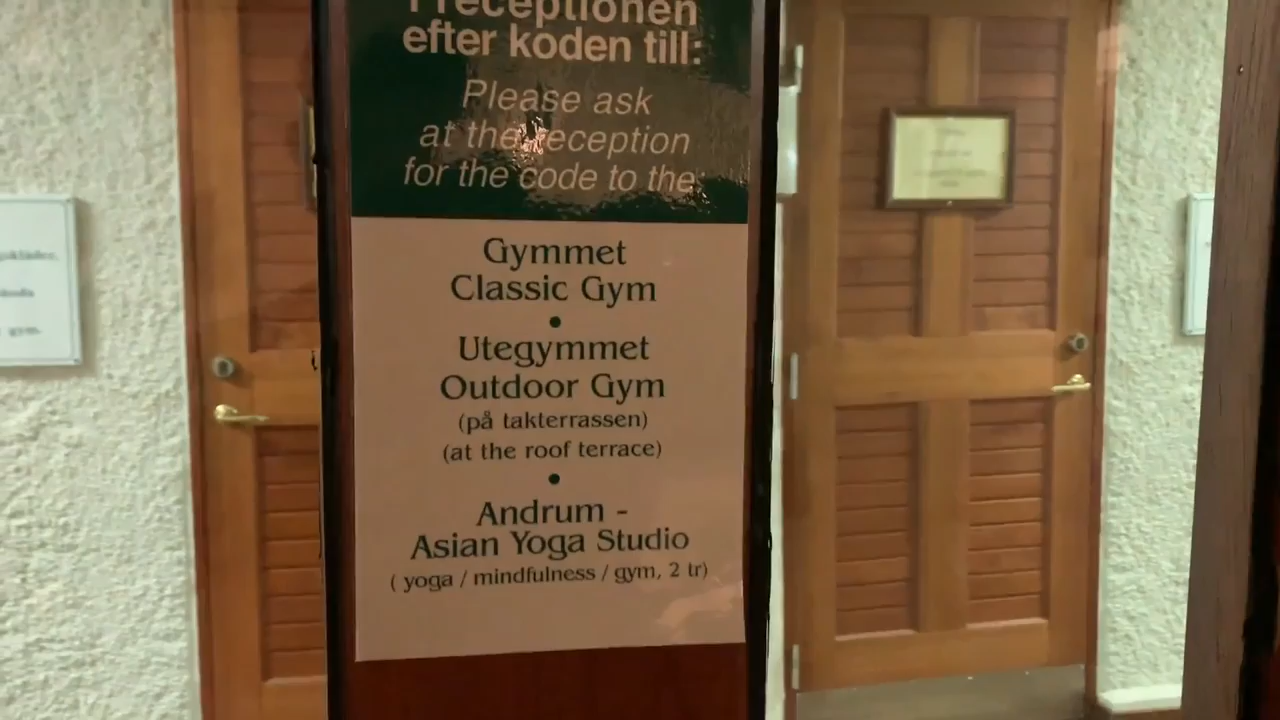 I receptionen
efter koden till:
Please ask
at the reception
for the code to the:
Gymmet
Classic Gym
•
Utegymmet
Outdoor Gym
(på takterrassen)
(at the roof terrace)
•
Andrum -
Asian Yoga Studio
( yoga / mindfulness / gym, 2 tr)
gym.